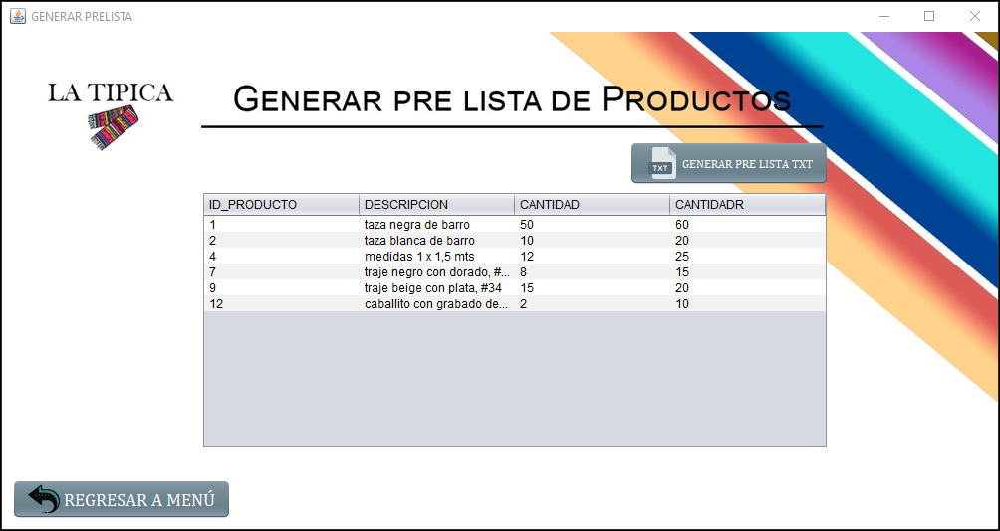 GENERAR PRELISTA
LA TIPICA
GENERAR PRE LISTA DE PRODUCTOS
TXT GENERAR PRE LISTA TXT
ID_PRODUCTO DESCRIPCION CANTIDAD CANTIDADR
1 taza negra de barro 50 60
2 taza blanca de barro 10 20
4 medidas 1 x 1,5 mts 12 25
7 traje negro con dorado, #... 8 15
9 traje beige con plata, #34 15 20
12 caballito con grabado de... 2 10
REGRESAR A MENÚ